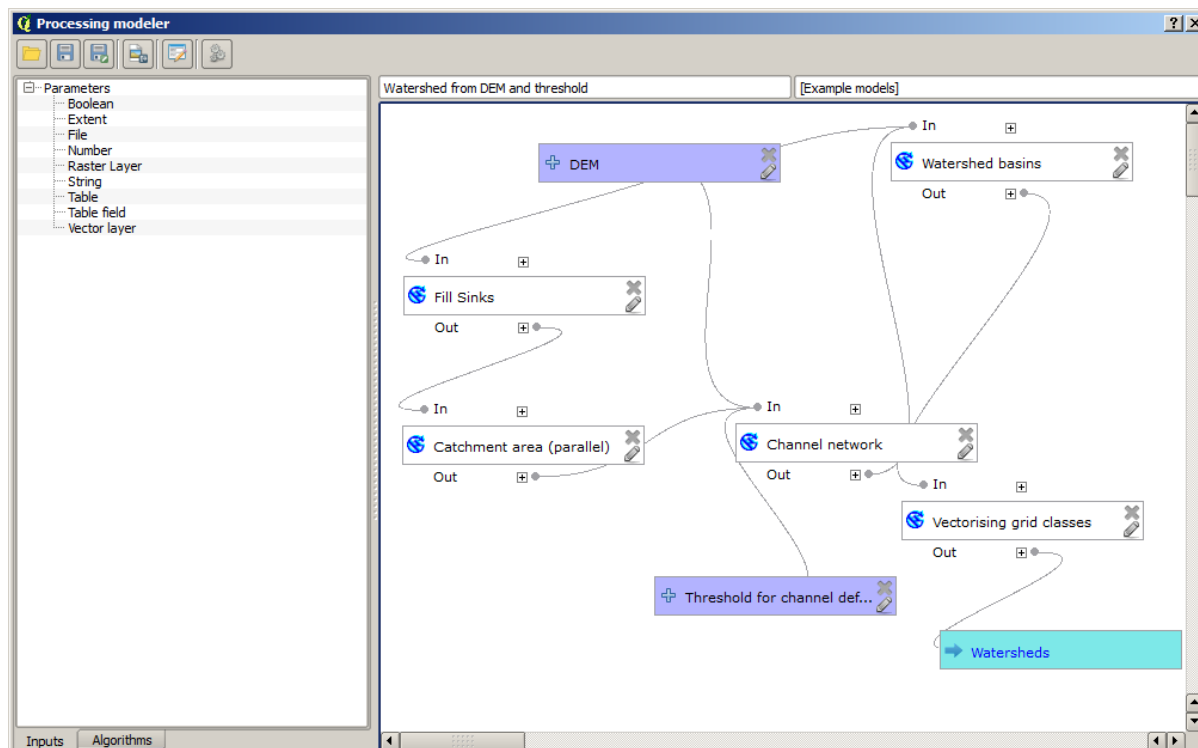 Processing modeler
Parameters
Boolean
Extent
File
Number
Raster Layer
String
Table
Table field
Vector layer
Inputs
Algorithms
Watershed from DEM and threshold
[Example models]
In
DEM
Watershed basins
Out
In
Fill Sinks
Out
In
In
Catchment area (parallel)
Channel network
Out
Out
In
Vectorising grid classes
Out
Threshold for channel def...
Watersheds